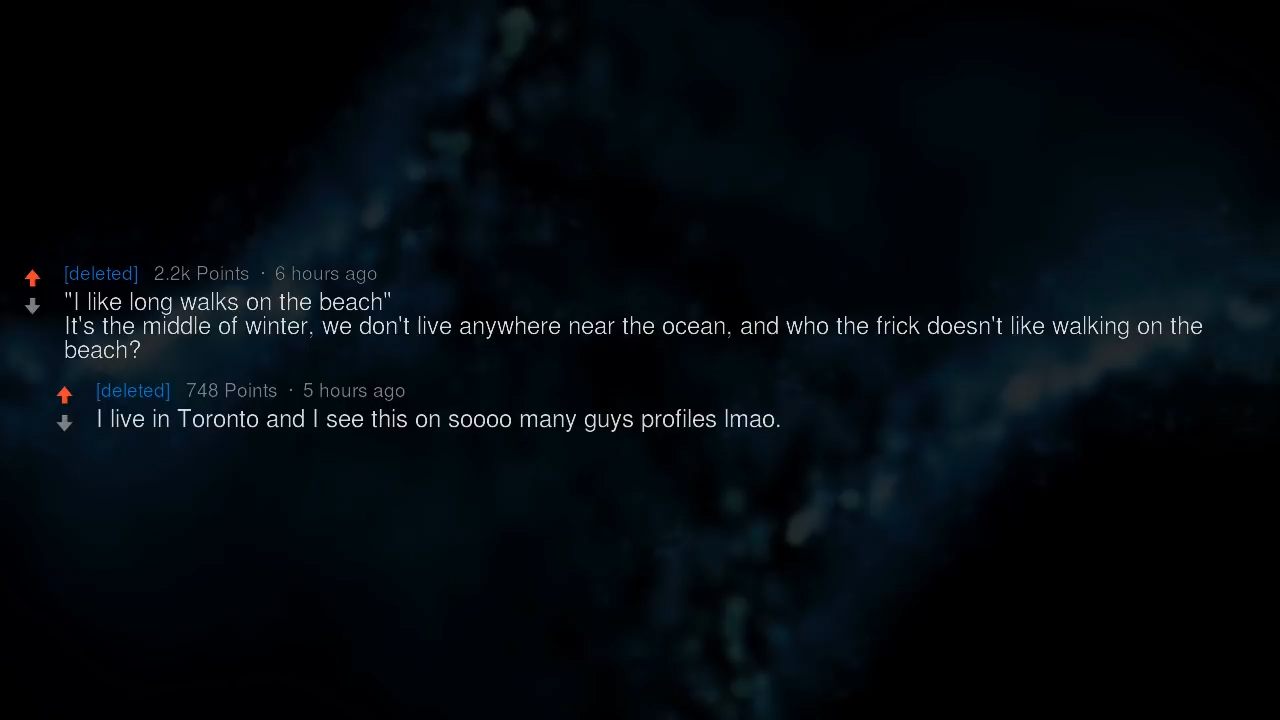 [deleted] 2.2k Points · 6 hours ago
"I like long walks on the beach"
It's the middle of winter, we don't live anywhere near the ocean, and who the frick doesn't like walking on the
beach?
[deleted] 748 Points · 5 hours ago
I live in Toronto and I see this on soooo many guys profiles lmao.